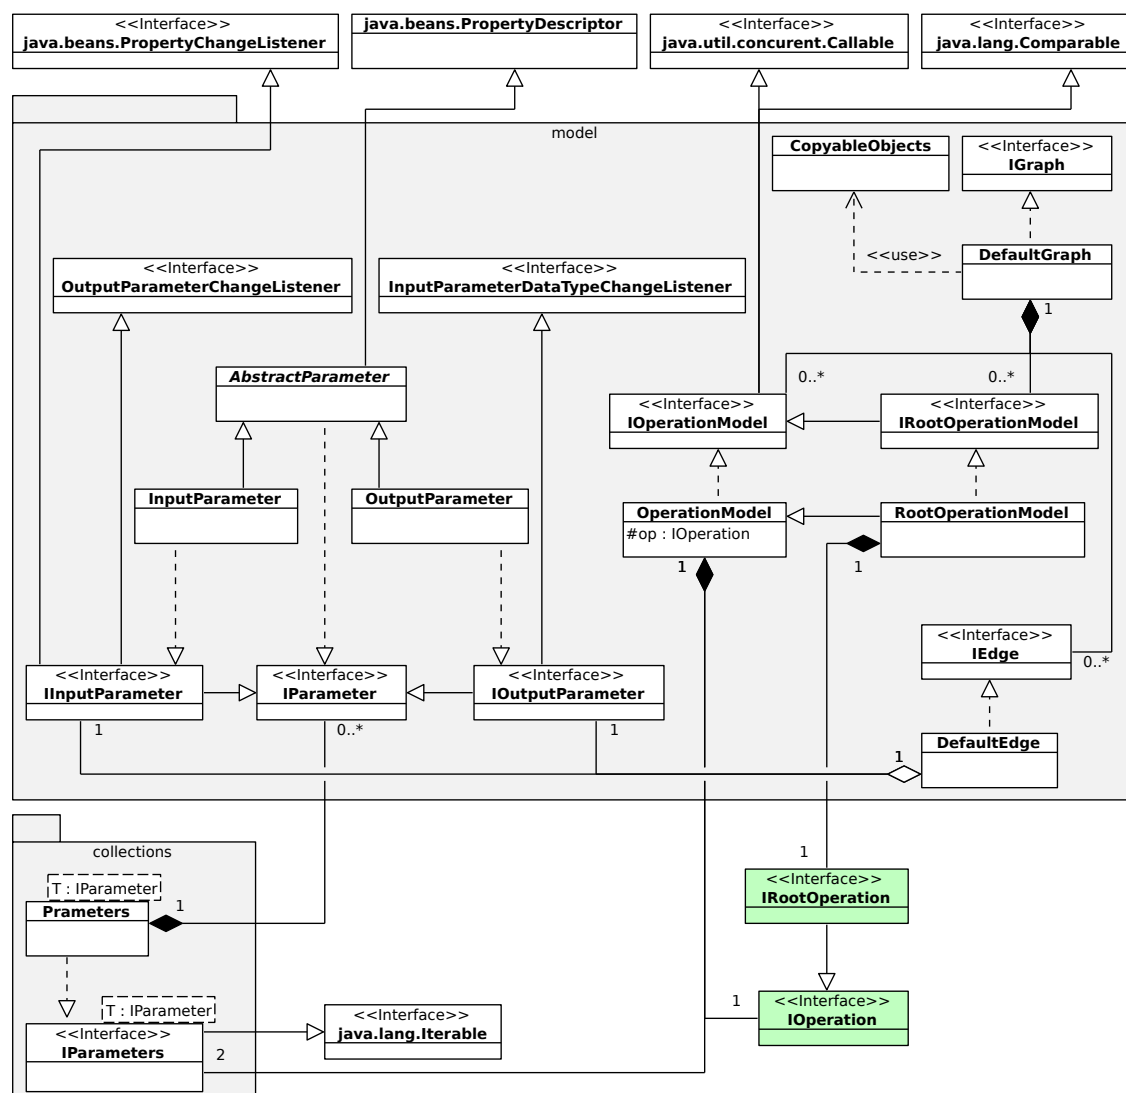 <<Interface>>
java.beans.PropertyChangeListener
java.beans.PropertyDescriptor
<<Interface>>
java.util.concurent.Callable
<<Interface>>
java.lang.Comparable
model
CopyableObjects
<<Interface>>
IGraph
<<use>>
DefaultGraph
1
<<Interface>>
OutputParameterChangeListener
<<Interface>>
InputParameterDataTypeChangeListener
AbstractParameter
0..*
0..*
<<Interface>>
IOperationModel
<<Interface>>
IRootOperationModel
InputParameter
OutputParameter
OperationModel
#op : IOperation
RootOperationModel
1
1
<<Interface>>
IEdge
0..*
<<Interface>>
IInputParameter
<<Interface>>
IParameter
<<Interface>>
IOutputParameter
1
0..*
1
DefaultEdge
1
collections
T : IParameter
Prameters
1
1
<<Interface>>
IRootOperation
T : IParameter
<<Interface>>
IParameters
2
<<Interface>>
java.lang.Iterable
1
<<Interface>>
IOperation